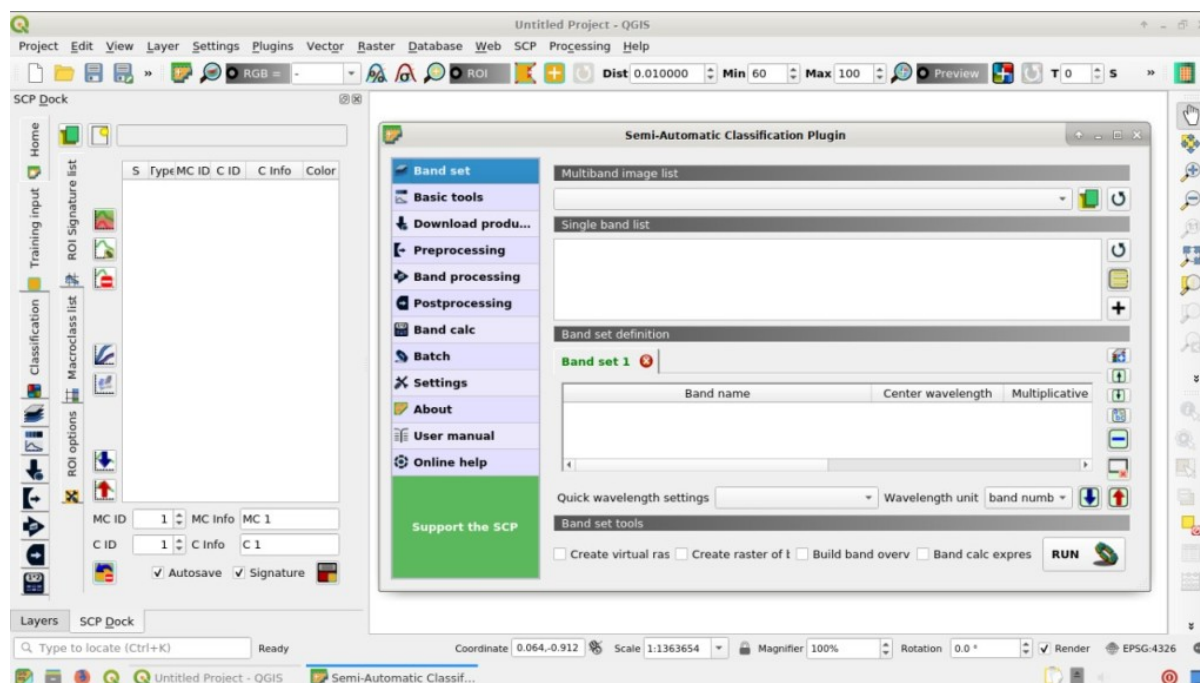 Untitled Project - QGIS
Project Edit View Layer Settings Plugins Vector Raster Database Web SCP Processing Help
» RGB = - ROI Dist 0.010000 Min 60 Max 100 Preview T 0 S »
SCP Dock
Home
Training input
Classification
ROI Signature list
Macroclass list
ROI options
S Type MC ID C ID C Info Color
MC ID 1 MC Info MC 1
C ID 1 C Info C 1
Autosave Signature
Layers SCP Dock
Semi-Automatic Classification Plugin
Band set
Basic tools
Download produ...
Preprocessing
Band processing
Postprocessing
Band calc
Batch
Settings
About
User manual
Online help
Support the SCP
Multiband image list
Single band list
Band set definition
Band set 1
Band name Center wavelength Multiplicative
Quick wavelength settings Wavelength unit band numb
Band set tools
Create virtual ras Create raster of b Build band overv Band calc expres RUN
Type to locate (Ctrl+K) Ready Coordinate 0.064,-0.912 Scale 1:1363654 Magnifier 100% Rotation 0.0 ° Render EPSG:4326
Untitled Project - QGIS Semi-Automatic Classif...